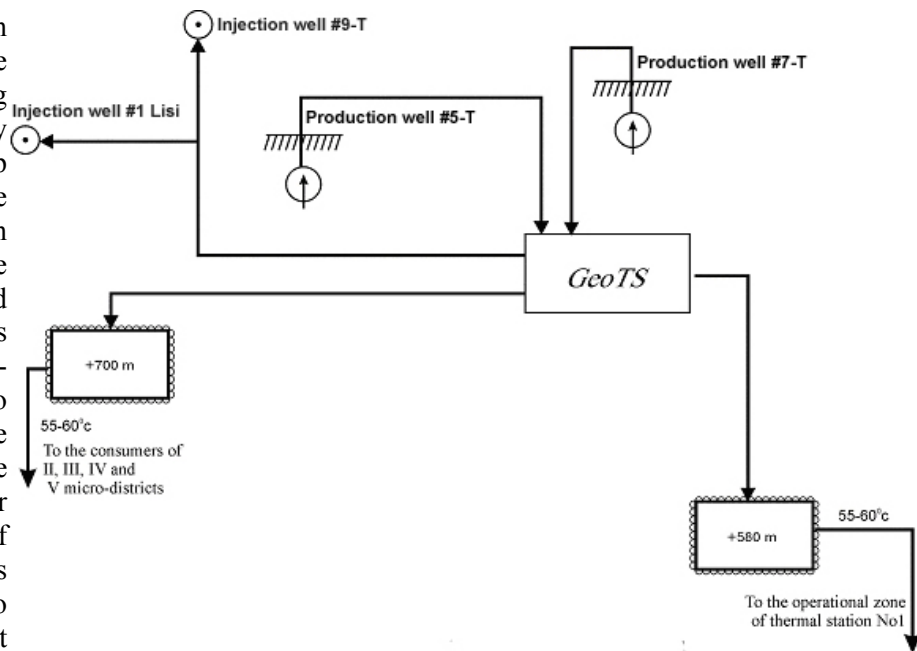 Injection well #9-T
Production well #7-T
Injection well #1 Lisi
Production well #5-T
GeoTS
+700 m
55-60°c
To the consumers of
II, III, IV and
V micro-districts
+580 m
55-60°c
To the operational zone
of thermal station No1